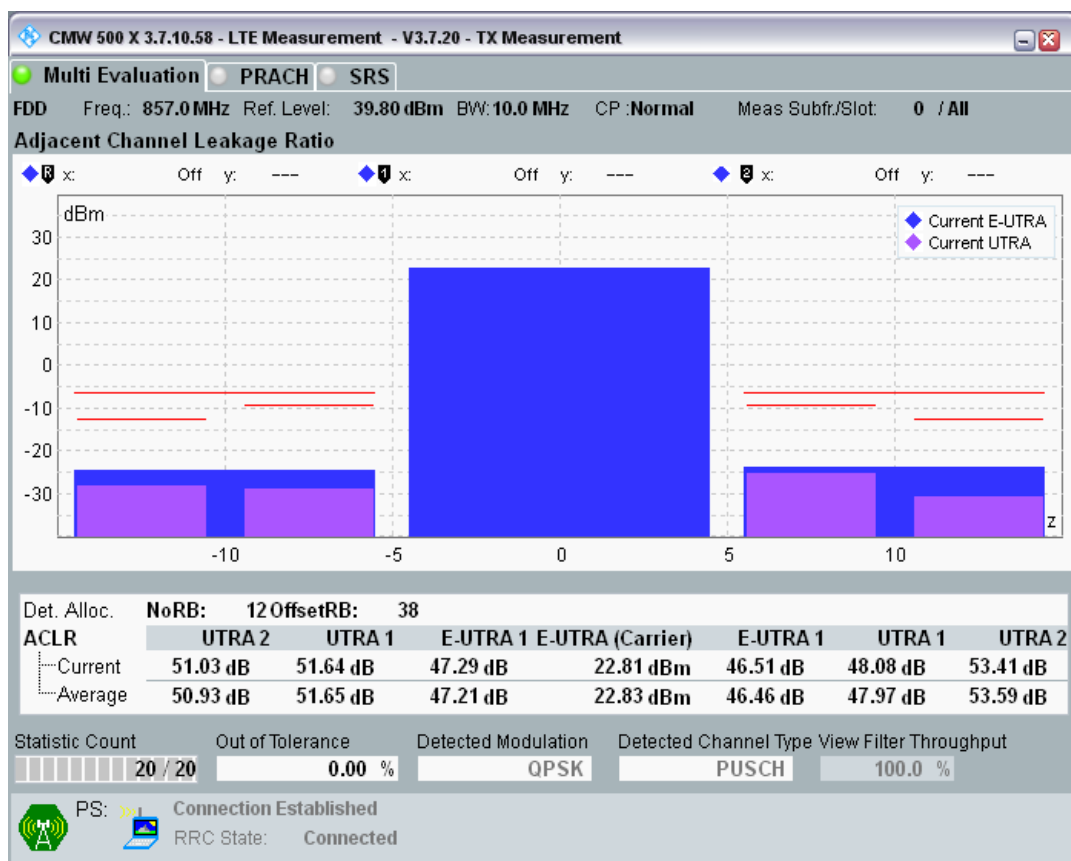 CMW 500 X 3.7.10.58 - LTE Measurement - V3.7.20 - TX Measurement
Multi Evaluation PRACH SRS
FDD Freq.: 857.0 MHz Ref. Level: 39.80 dBm BW: 10.0 MHz CP :Normal Meas Subfr./Slot: 0 / All
Adjacent Channel Leakage Ratio
R x: Off y: --- 1 x: Off y: --- 2 x: Off y: ---
dBm
Current E-UTRA
Current UTRA
30
20
10
0
-10
-20
-30
z
-10 -5 0 5 10
Det. Alloc. NoRB: 12 OffsetRB: 38
ACLR UTRA 2 UTRA 1 E-UTRA 1 E-UTRA (Carrier) E-UTRA 1 UTRA 1 UTRA 2
Current 51.03 dB 51.64 dB 47.29 dB 22.81 dBm 46.51 dB 48.08 dB 53.41 dB
Average 50.93 dB 51.65 dB 47.21 dB 22.83 dBm 46.46 dB 47.97 dB 53.59 dB
Statistic Count Out of Tolerance Detected Modulation Detected Channel Type View Filter Throughput
20 / 20 0.00 % QPSK PUSCH 100.0 %
PS: Connection Established
RRC State: Connected